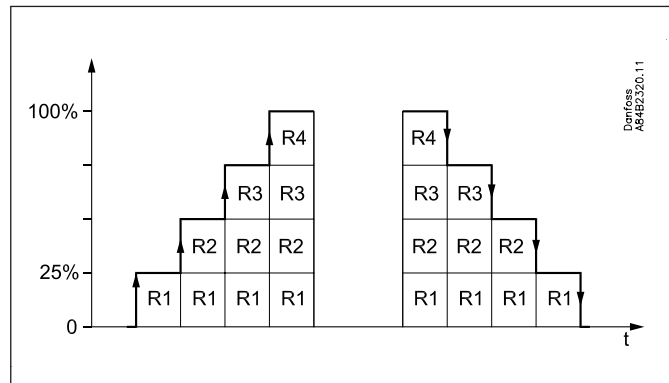 Danfoss
A84B2320.11
100%
R4 R4
R3 R3 R3 R3
R2 R2 R2 R2 R2 R2
25%
R1 R1 R1 R1 R1 R1 R1 R1
0
t